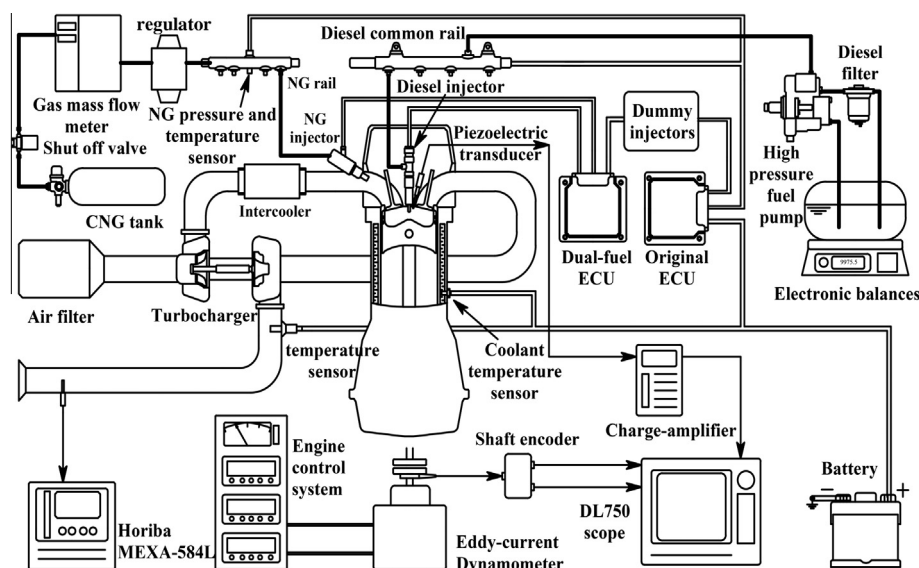 regulator
Diesel common rail
Diesel
filter
NG rail
Diesel injector
Gas mass flow
meter
Shut off valve
NG pressure and
temperature
sensor
NG
injector
Piezoelectric
transducer
Dummy
injectors
High
pressure
fuel
pump
CNG tank
Intercooler
Dual-fuel
ECU
Original
ECU
9975.5
Electronic balances
Air filter
Turbocharger
temperature
sensor
Coolant
temperature
sensor
Charge-amplifier
Engine
control
system
Shaft encoder
Battery
− +
Horiba
MEXA-584L
DL750
scope
Eddy-current
Dynamometer